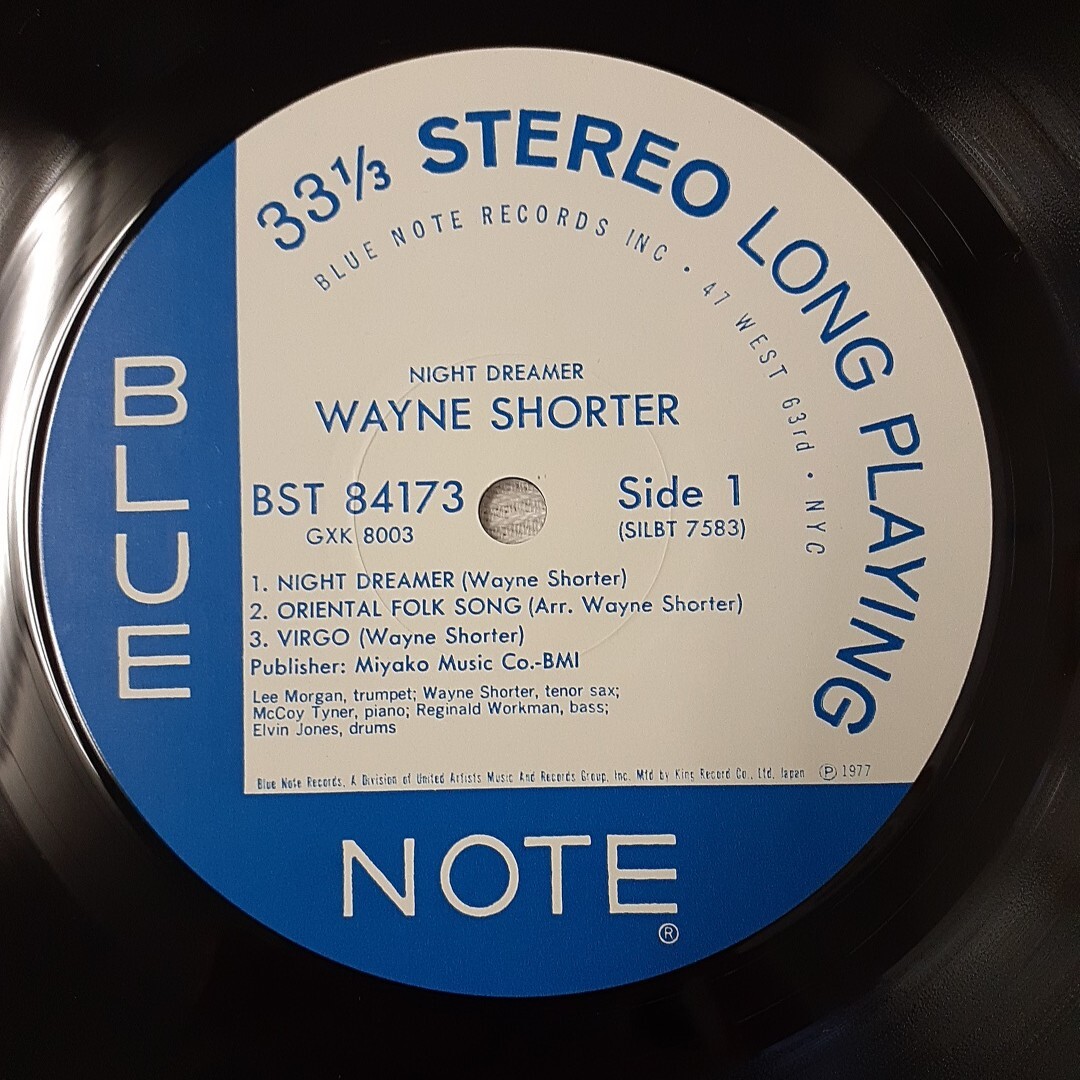 33 1/3 STEREO LONG PLAYING
BLUE NOTE RECORDS INC • 47 WEST 63rd • NYC
NIGHT DREAMER
WAYNE SHORTER
BST 84173
GXK 8003
Side 1
(SILBT 7583)
1. NIGHT DREAMER (Wayne Shorter)
2. ORIENTAL FOLK SONG (Arr. Wayne Shorter)
3. VIRGO (Wayne Shorter)
Publisher: Miyako Music Co.-BMI
Lee Morgan, trumpet; Wayne Shorter, tenor sax;
McCoy Tyner, piano; Reginald Workman, bass;
Elvin Jones, drums
Blue Note Records, A Division of United Artists Music And Records Group, Inc. Mfd by King Record Co., Ltd, Japan ℗ 1977
BLUE
NOTE
®